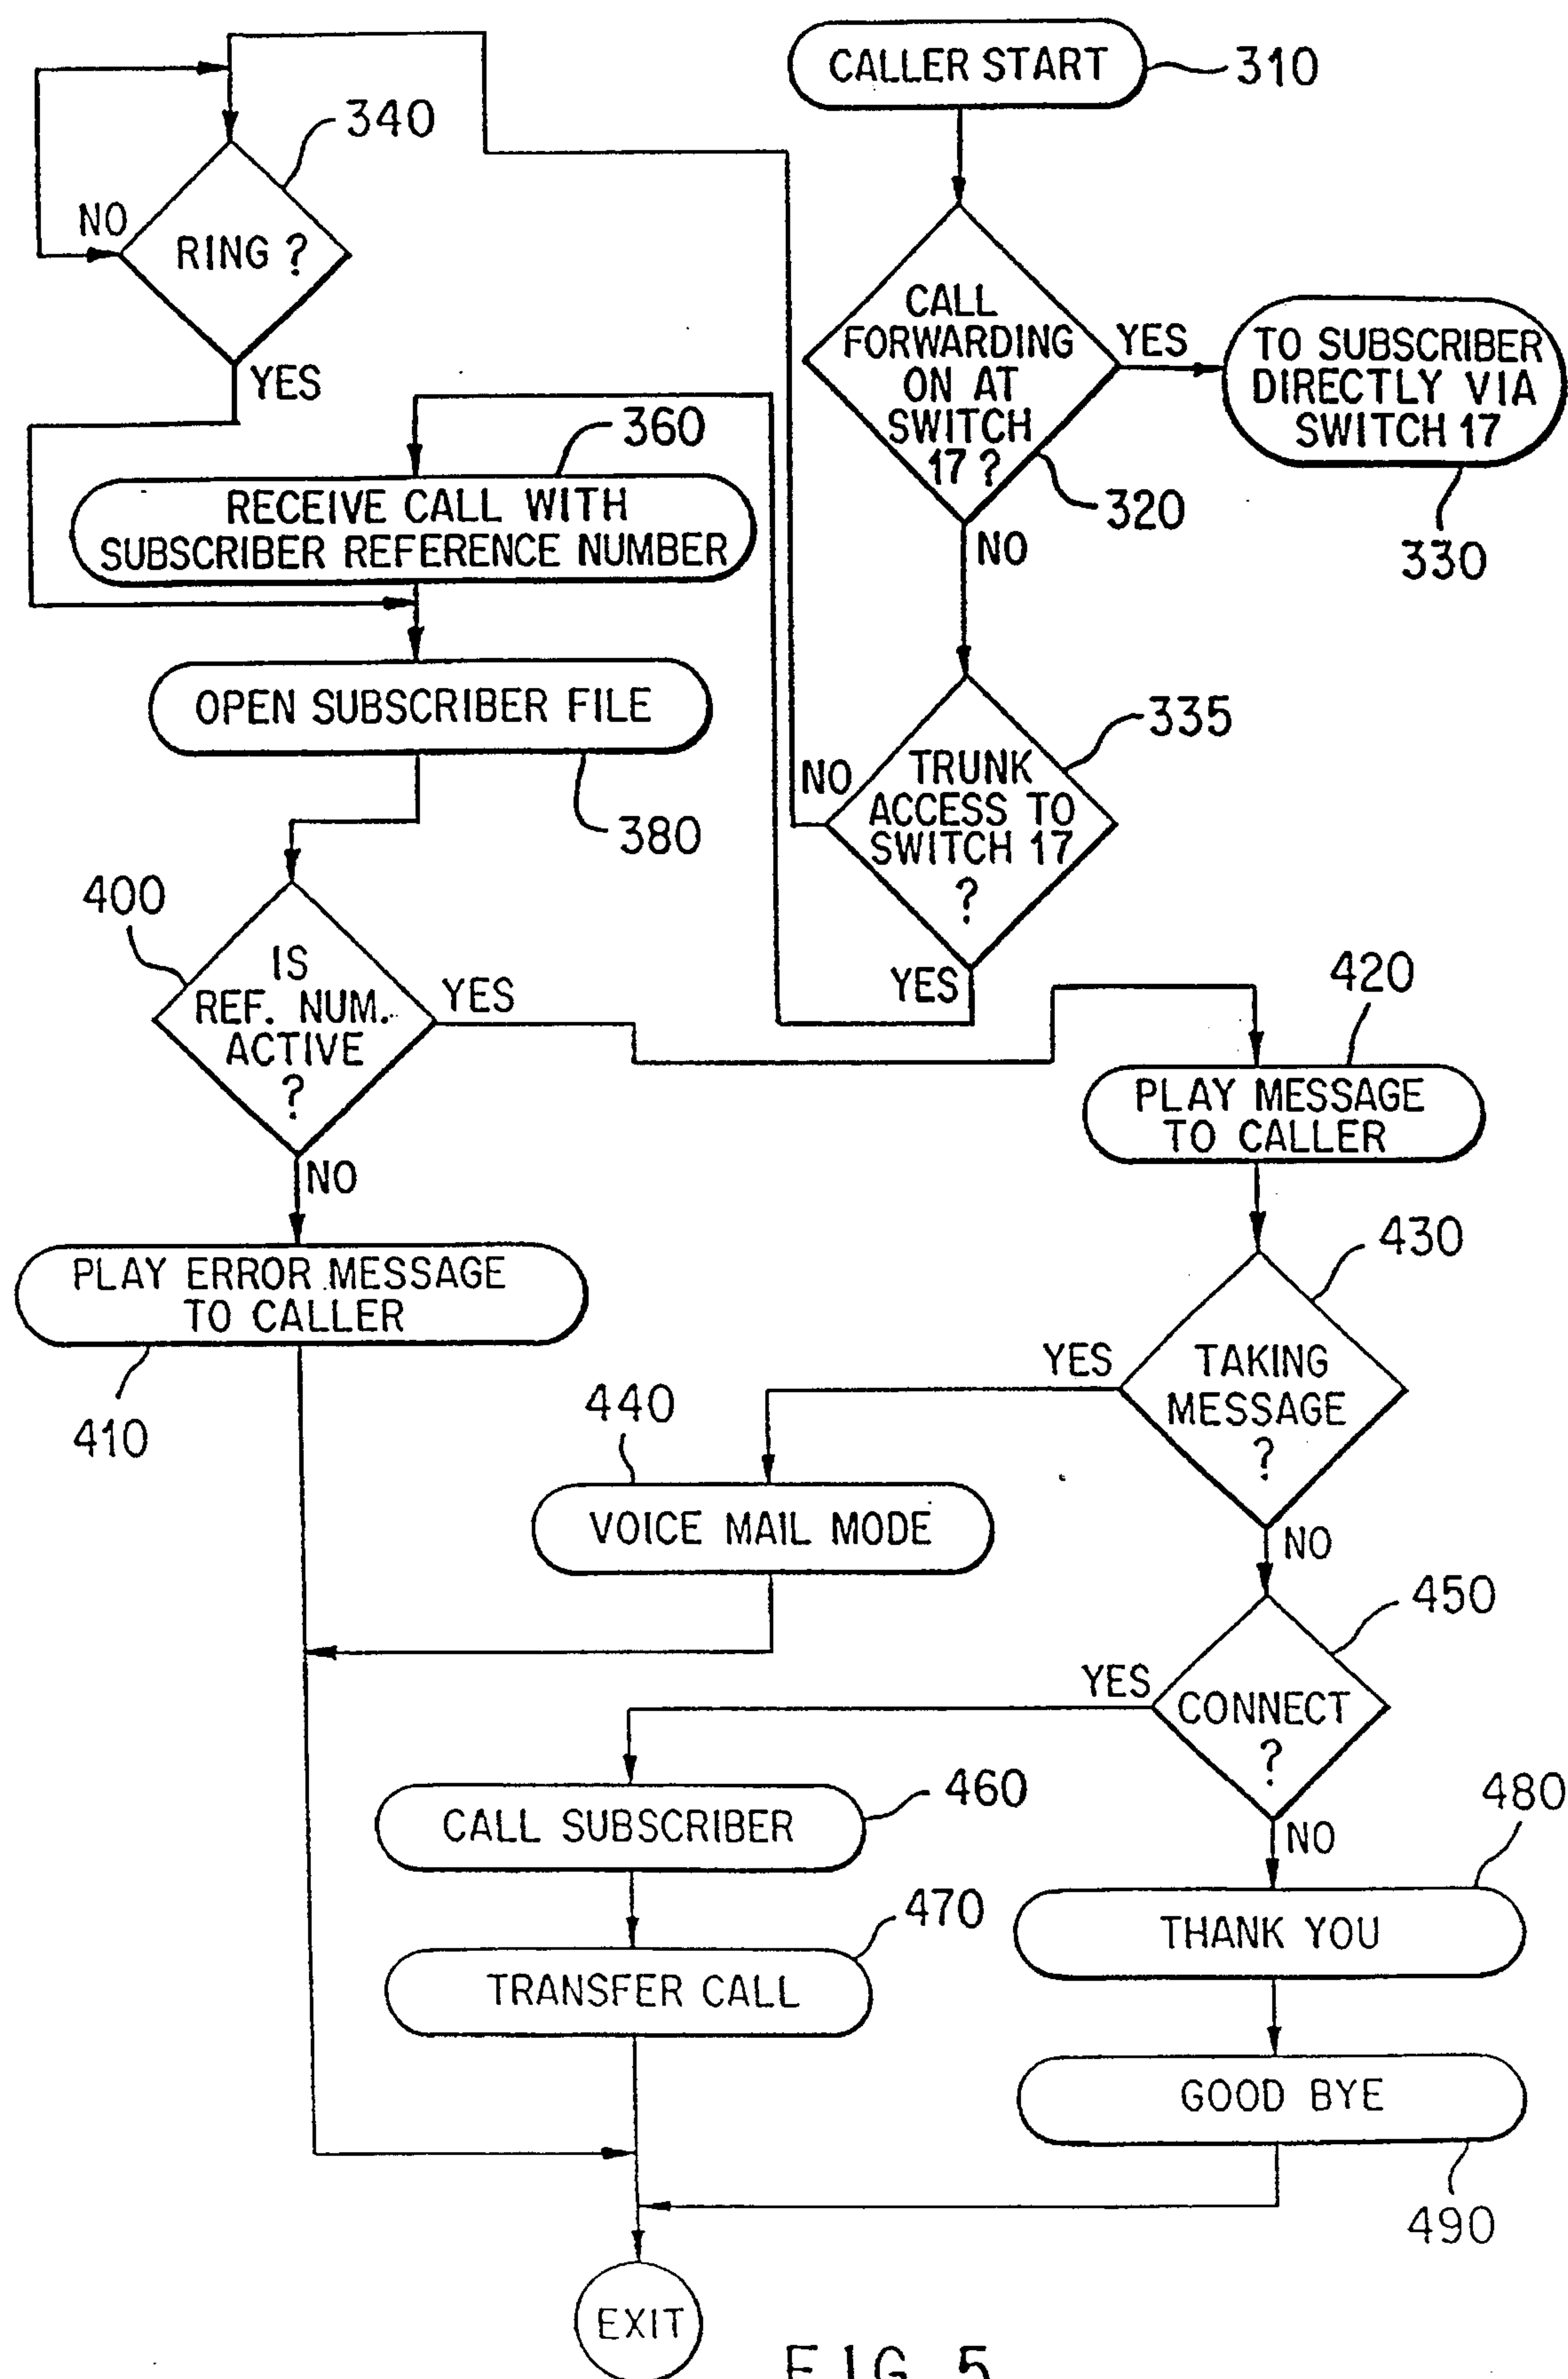 CALLER START
310
340
NO
RING ?
YES
CALL
FORWARDING
ON AT
SWITCH
17 ?
YES
320
NO
TO SUBSCRIBER
DIRECTLY VIA
SWITCH 17
330
360
RECEIVE CALL WITH
SUBSCRIBER REFERENCE NUMBER
OPEN SUBSCRIBER FILE
380
335
NO
TRUNK
ACCESS TO
SWITCH 17
?
YES
400
IS
REF. NUM.
ACTIVE
?
YES
NO
420
PLAY MESSAGE
TO CALLER
PLAY ERROR MESSAGE
TO CALLER
410
430
YES
TAKING
MESSAGE
?
NO
440
VOICE MAIL MODE
450
YES
CONNECT
?
NO
460
CALL SUBSCRIBER
470
TRANSFER CALL
480
THANK YOU
GOOD BYE
490
EXIT
FIG. 5